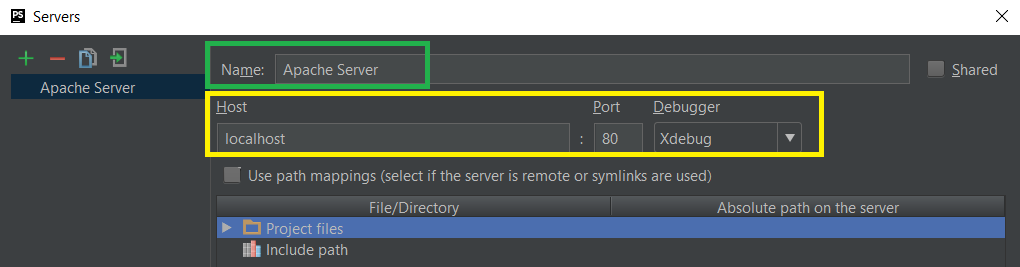 PS Servers
Name: Apache Server Shared
Apache Server
Host Port Debugger
localhost : 80 Xdebug
Use path mappings (select if the server is remote or symlinks are used)
File/Directory Absolute path on the server
Project files
Include path